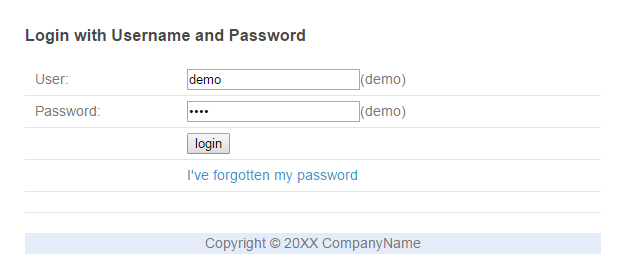 Login with Username and Password
User: demo (demo)
Password: •••• (demo)
login
I've forgotten my password
Copyright © 20XX CompanyName